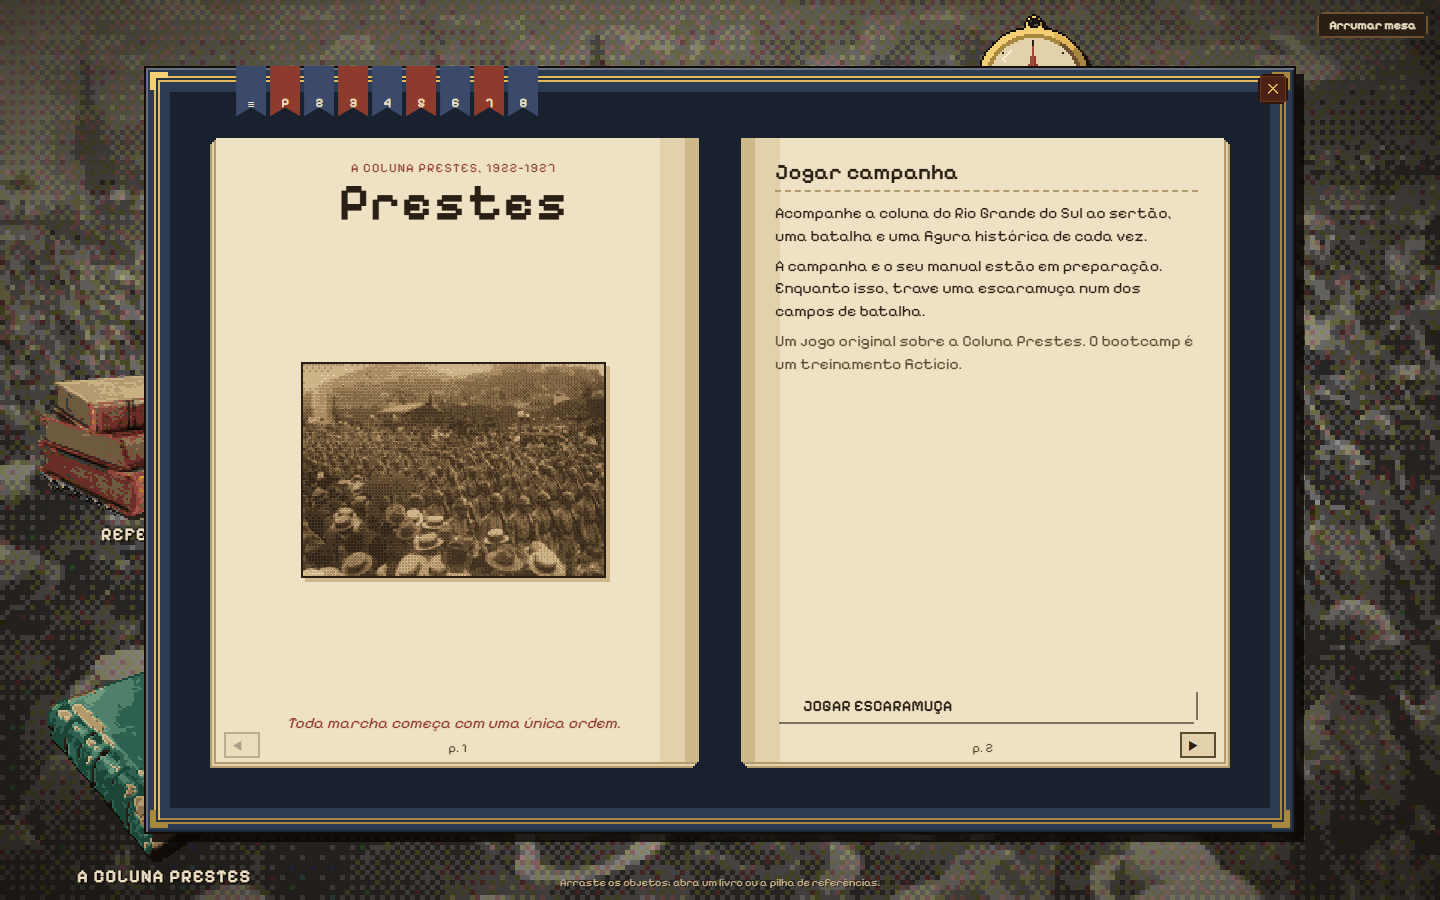 Arrumar mesa
≡ P 2 3 4 5 6 7 8
A COLUNA PRESTES, 1922-1927
Prestes
Toda marcha começa com uma única ordem.
p. 1
Jogar campanha
Acompanhe a coluna do Rio Grande do Sul ao sertão,
uma batalha e uma figura histórica de cada vez.
A campanha e o seu manual estão em preparação.
Enquanto isso, trave uma escaramuça num dos
campos de batalha.
Um jogo original sobre a Coluna Prestes. O bootcamp é
um treinamento fictício.
JOGAR ESCARAMUÇA
p. 2
REFE
A COLUNA PRESTES
Arraste os objetos: abra um livro ou a pilha de referências.